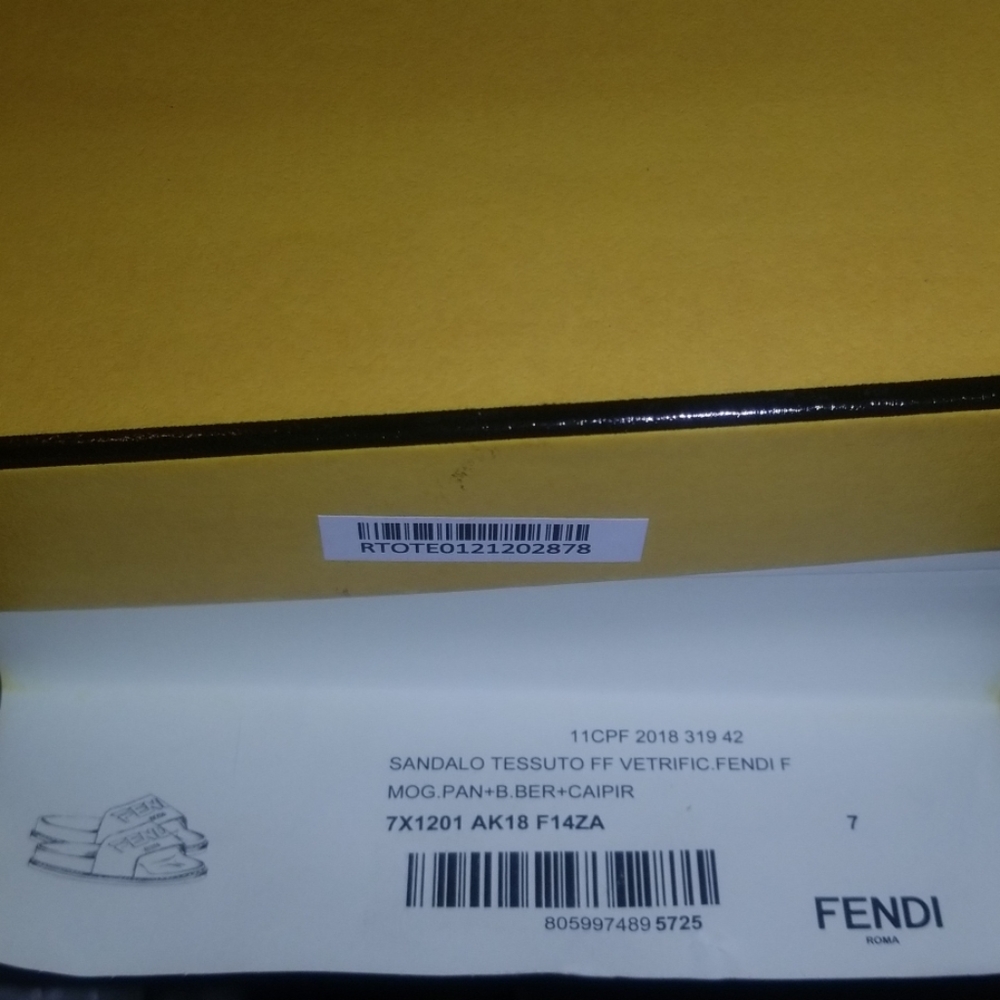 RTOTE0121202878
11CPF 2018 319 42
SANDALO TESSUTO FF VETRIFIC.FENDI F
MOG.PAN+B.BER+CAIPIR
7X1201 AK18 F14ZA 7
805997489 5725
FENDI
ROMA